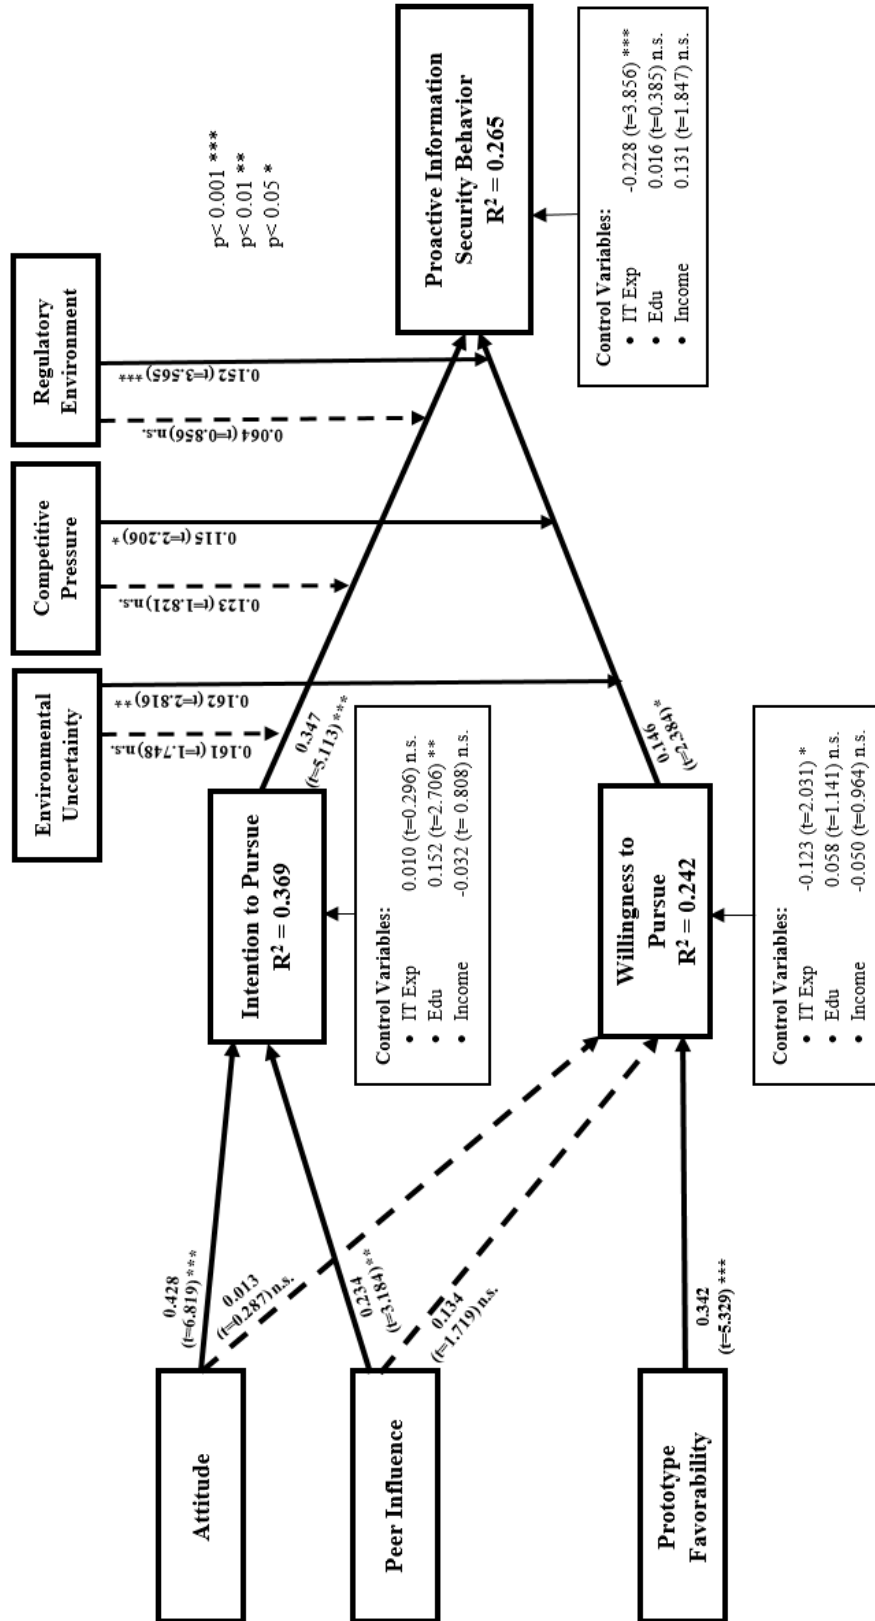 Environmental
Uncertainty
Competitive
Pressure
Regulatory
Environment
0.161 (t=1.748) n.s.
0.162 (t=2.816) **
0.123 (t=1.821) n.s.
0.115 (t=2.206) *
0.064 (t=0.856) n.s.
0.152 (t=3.565) ***
p< 0.001 ***
p< 0.01 **
p< 0.05 *
Attitude
0.428
(t=6.819) ***
0.013
(t=0.287) n.s.
Intention to Pursue
R² = 0.369
0.347
(t=5.113) ***
Peer Influence
0.234
(t=3.184) **
0.134
(t=1.719) n.s.
Control Variables:
• IT Exp 0.010 (t=0.296) n.s.
• Edu 0.152 (t=2.706) **
• Income -0.032 (t= 0.808) n.s.
Proactive Information
Security Behavior
R² = 0.265
Control Variables:
• IT Exp -0.228 (t=3.856) ***
• Edu 0.016 (t=0.385) n.s.
• Income 0.131 (t=1.847) n.s.
Prototype
Favorability
0.342
(t=5.329) ***
Willingness to
Pursue
R² = 0.242
0.146
(t=2.384) *
Control Variables:
• IT Exp -0.123 (t=2.031) *
• Edu 0.058 (t=1.141) n.s.
• Income -0.050 (t=0.964) n.s.